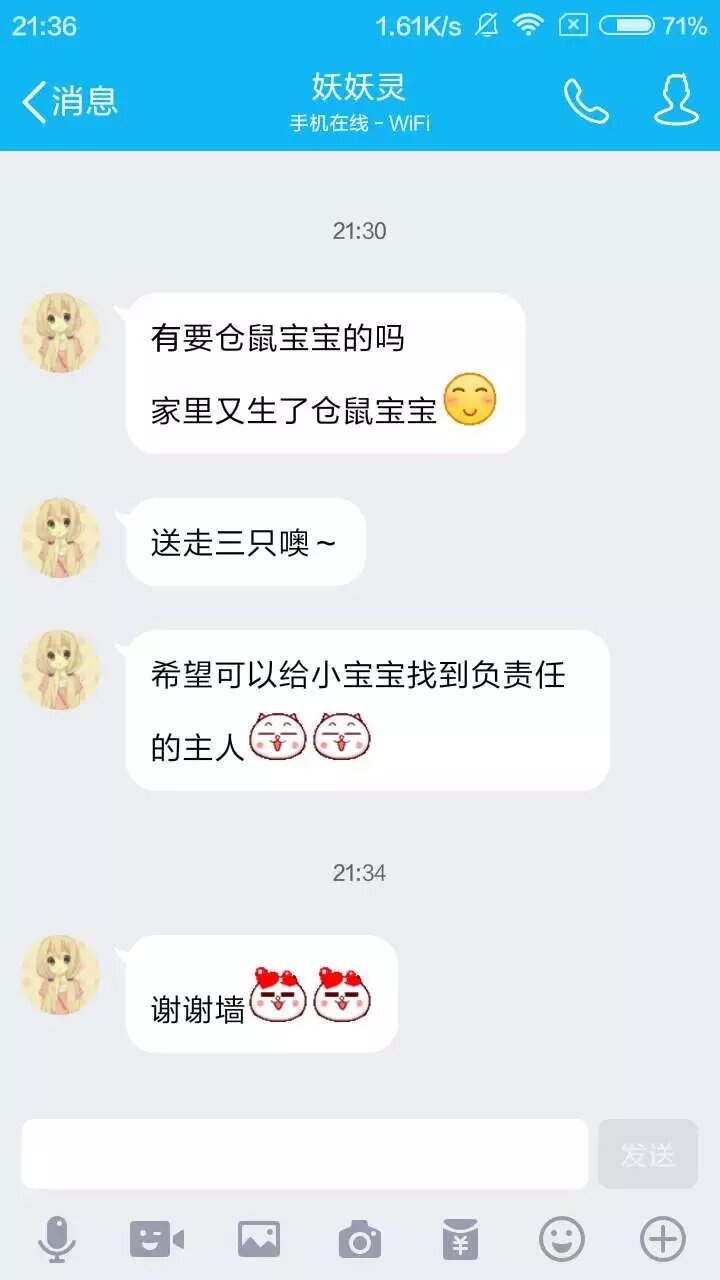 21:36
1.61K/s
71%
消息
妖妖灵
手机在线 - WiFi
21:30
有要仓鼠宝宝的吗
家里又生了仓鼠宝宝
送走三只噢~
希望可以给小宝宝找到负责任
的主人
21:34
谢谢墙
发送